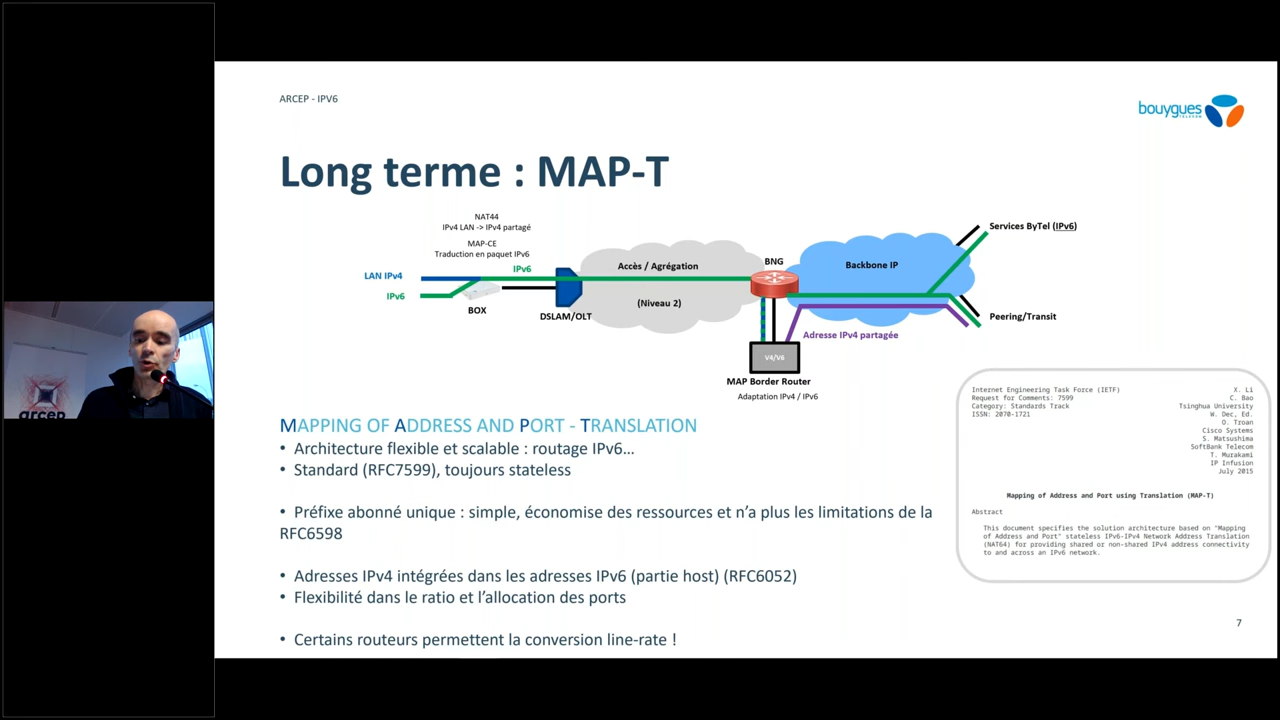 ARCEP - IPV6
bouygues
TELECOM
Long terme : MAP-T
NAT44
IPv4 LAN -> IPv4 partagé
MAP-CE
Traduction en paquet IPv6
LAN IPv4
IPv6
IPv6
BOX
DSLAM/OLT
Accès / Agrégation
(Niveau 2)
BNG
Backbone IP
Services ByTel (IPv6)
Peering/Transit
Adresse IPv4 partagée
V4/V6
MAP Border Router
Adaptation IPv4 / IPv6
arcep
MAPPING OF ADDRESS AND PORT - TRANSLATION
• Architecture flexible et scalable : routage IPv6…
• Standard (RFC7599), toujours stateless
• Préfixe abonné unique : simple, économise des ressources et n’a plus les limitations de la
RFC6598
• Adresses IPv4 intégrées dans les adresses IPv6 (partie host) (RFC6052)
• Flexibilité dans le ratio et l’allocation des ports
• Certains routeurs permettent la conversion line-rate !
Internet Engineering Task Force (IETF) X. Li
Request for Comments: 7599 C. Bao
Category: Standards Track Tsinghua University
ISSN: 2070-1721 W. Dec, Ed.
O. Troan
Cisco Systems
S. Matsushima
SoftBank Telecom
T. Murakami
IP Infusion
July 2015
Mapping of Address and Port using Translation (MAP-T)
Abstract
This document specifies the solution architecture based on "Mapping
of Address and Port" stateless IPv6-IPv4 Network Address Translation
(NAT64) for providing shared or non-shared IPv4 address connectivity
to and across an IPv6 network.
7